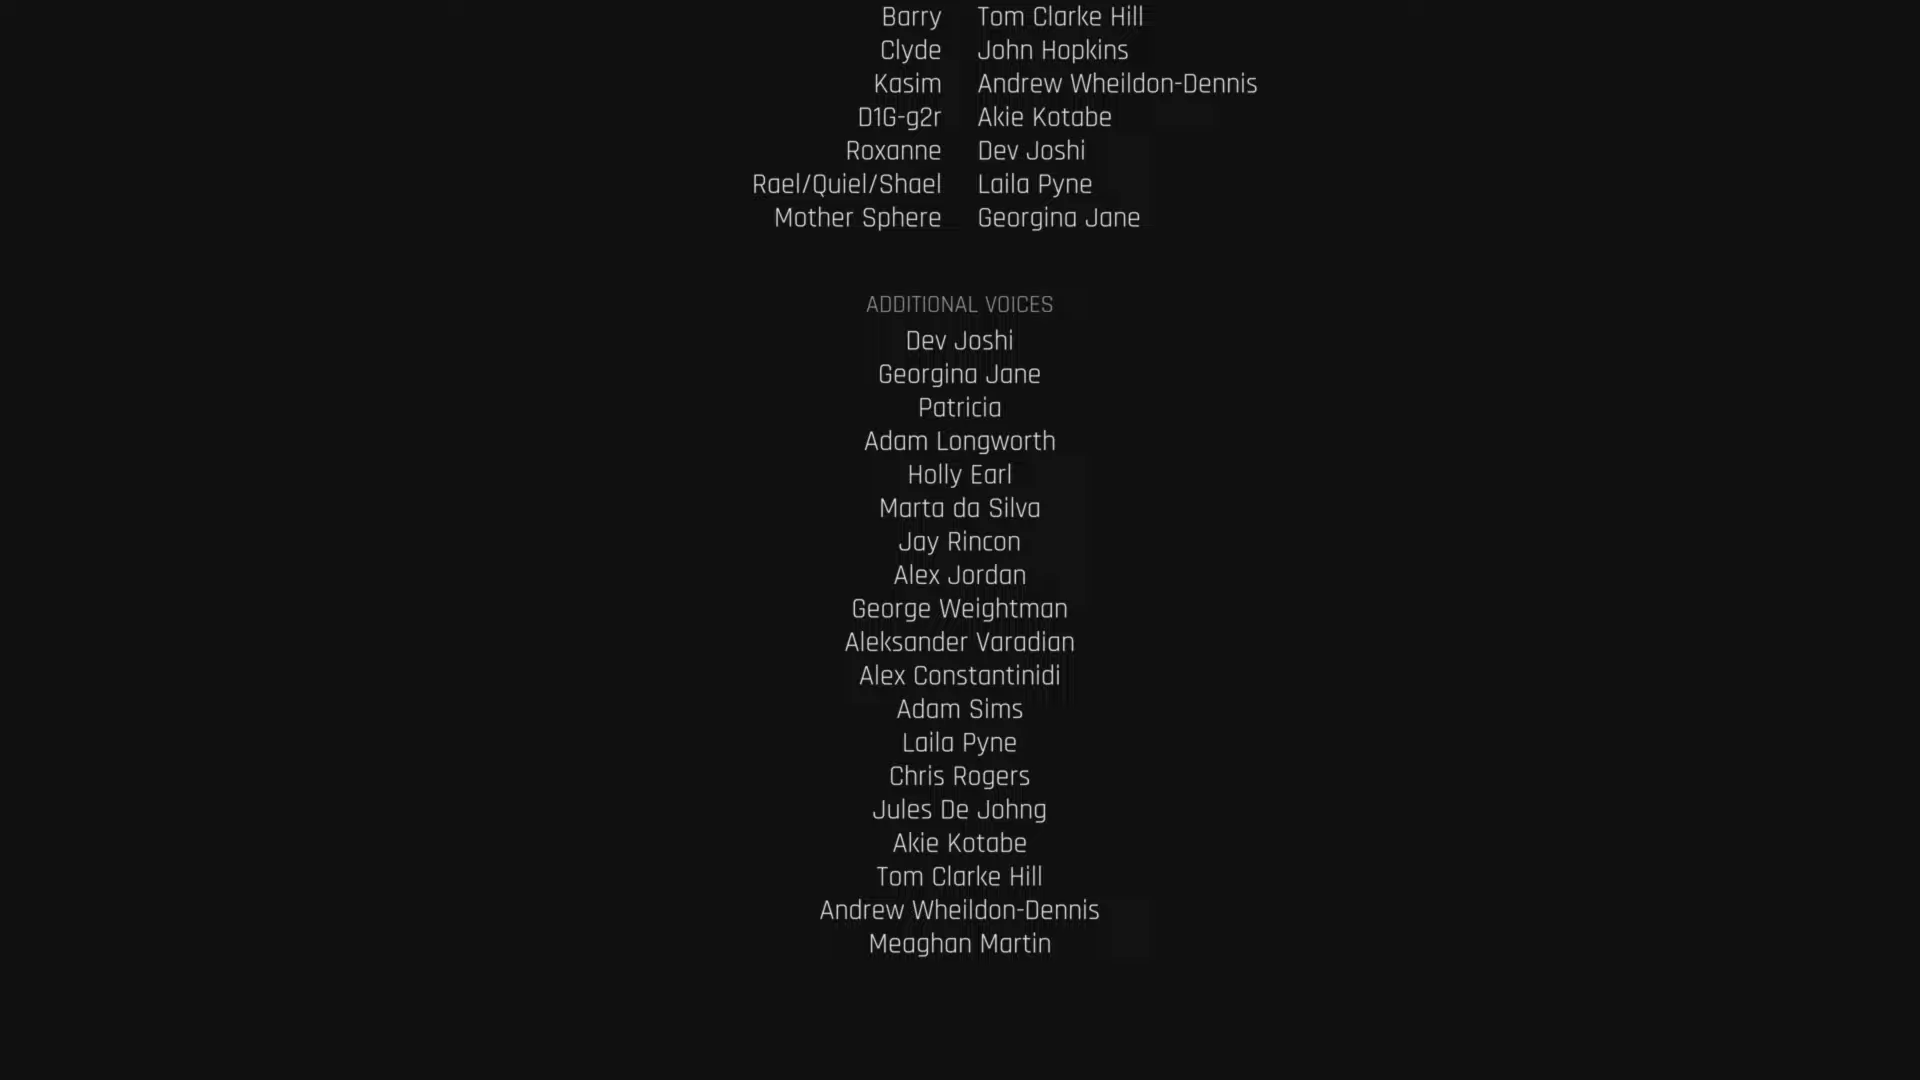 Barry Tom Clarke Hill
Clyde John Hopkins
Kasim Andrew Wheildon-Dennis
D1G-g2r Akie Kotabe
Roxanne Dev Joshi
Rael/Quiel/Shael Laila Pyne
Mother Sphere Georgina Jane
ADDITIONAL VOICES
Dev Joshi
Georgina Jane
Patricia
Adam Longworth
Holly Earl
Marta da Silva
Jay Rincon
Alex Jordan
George Weightman
Aleksander Varadian
Alex Constantinidi
Adam Sims
Laila Pyne
Chris Rogers
Jules De Johng
Akie Kotabe
Tom Clarke Hill
Andrew Wheildon-Dennis
Meaghan Martin